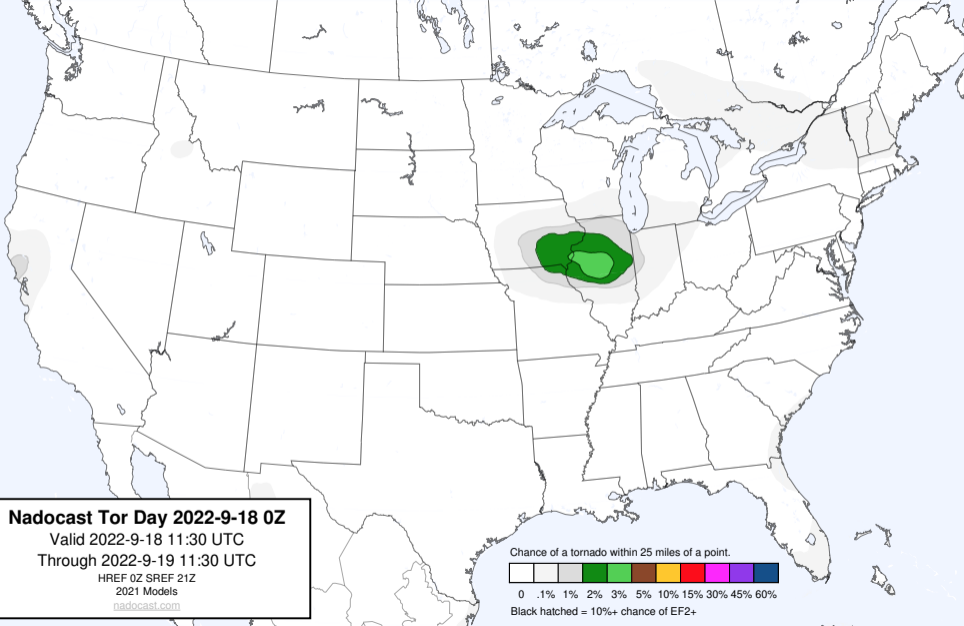 Nadocast Tor Day 2022-9-18 0Z
Valid 2022-9-18 11:30 UTC
Through 2022-9-19 11:30 UTC
HREF 0Z SREF 21Z
2021 Models
nadocast.com
Chance of a tornado within 25 miles of a point.
0 .1% 1% 2% 3% 5% 10% 15% 30% 45% 60%
Black hatched = 10%+ chance of EF2+